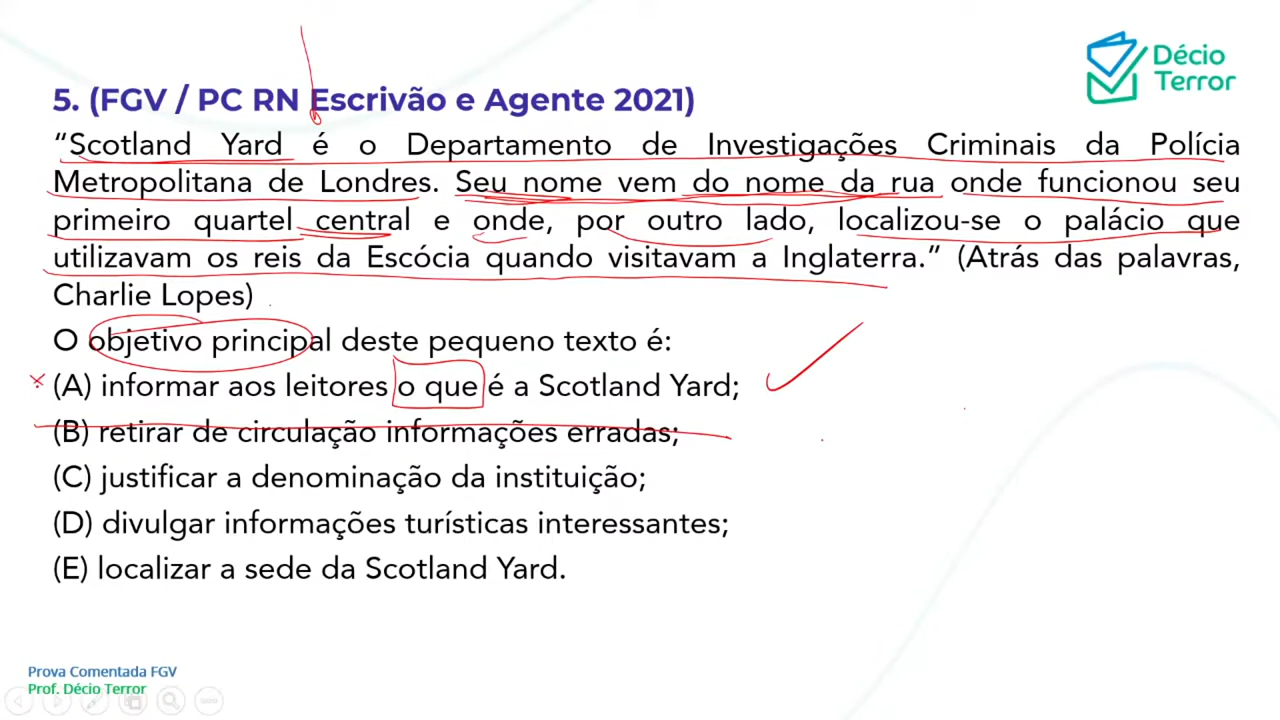 Décio
Terror
5. (FGV / PC RN Escrivão e Agente 2021)
“Scotland Yard é o Departamento de Investigações Criminais da Polícia
Metropolitana de Londres. Seu nome vem do nome da rua onde funcionou seu
primeiro quartel central e onde, por outro lado, localizou-se o palácio que
utilizavam os reis da Escócia quando visitavam a Inglaterra.” (Atrás das palavras,
Charlie Lopes)
O objetivo principal deste pequeno texto é:
(A) informar aos leitores o que é a Scotland Yard;
(B) retirar de circulação informações erradas;
(C) justificar a denominação da instituição;
(D) divulgar informações turísticas interessantes;
(E) localizar a sede da Scotland Yard.
Prova Comentada FGV
Prof. Décio Terror